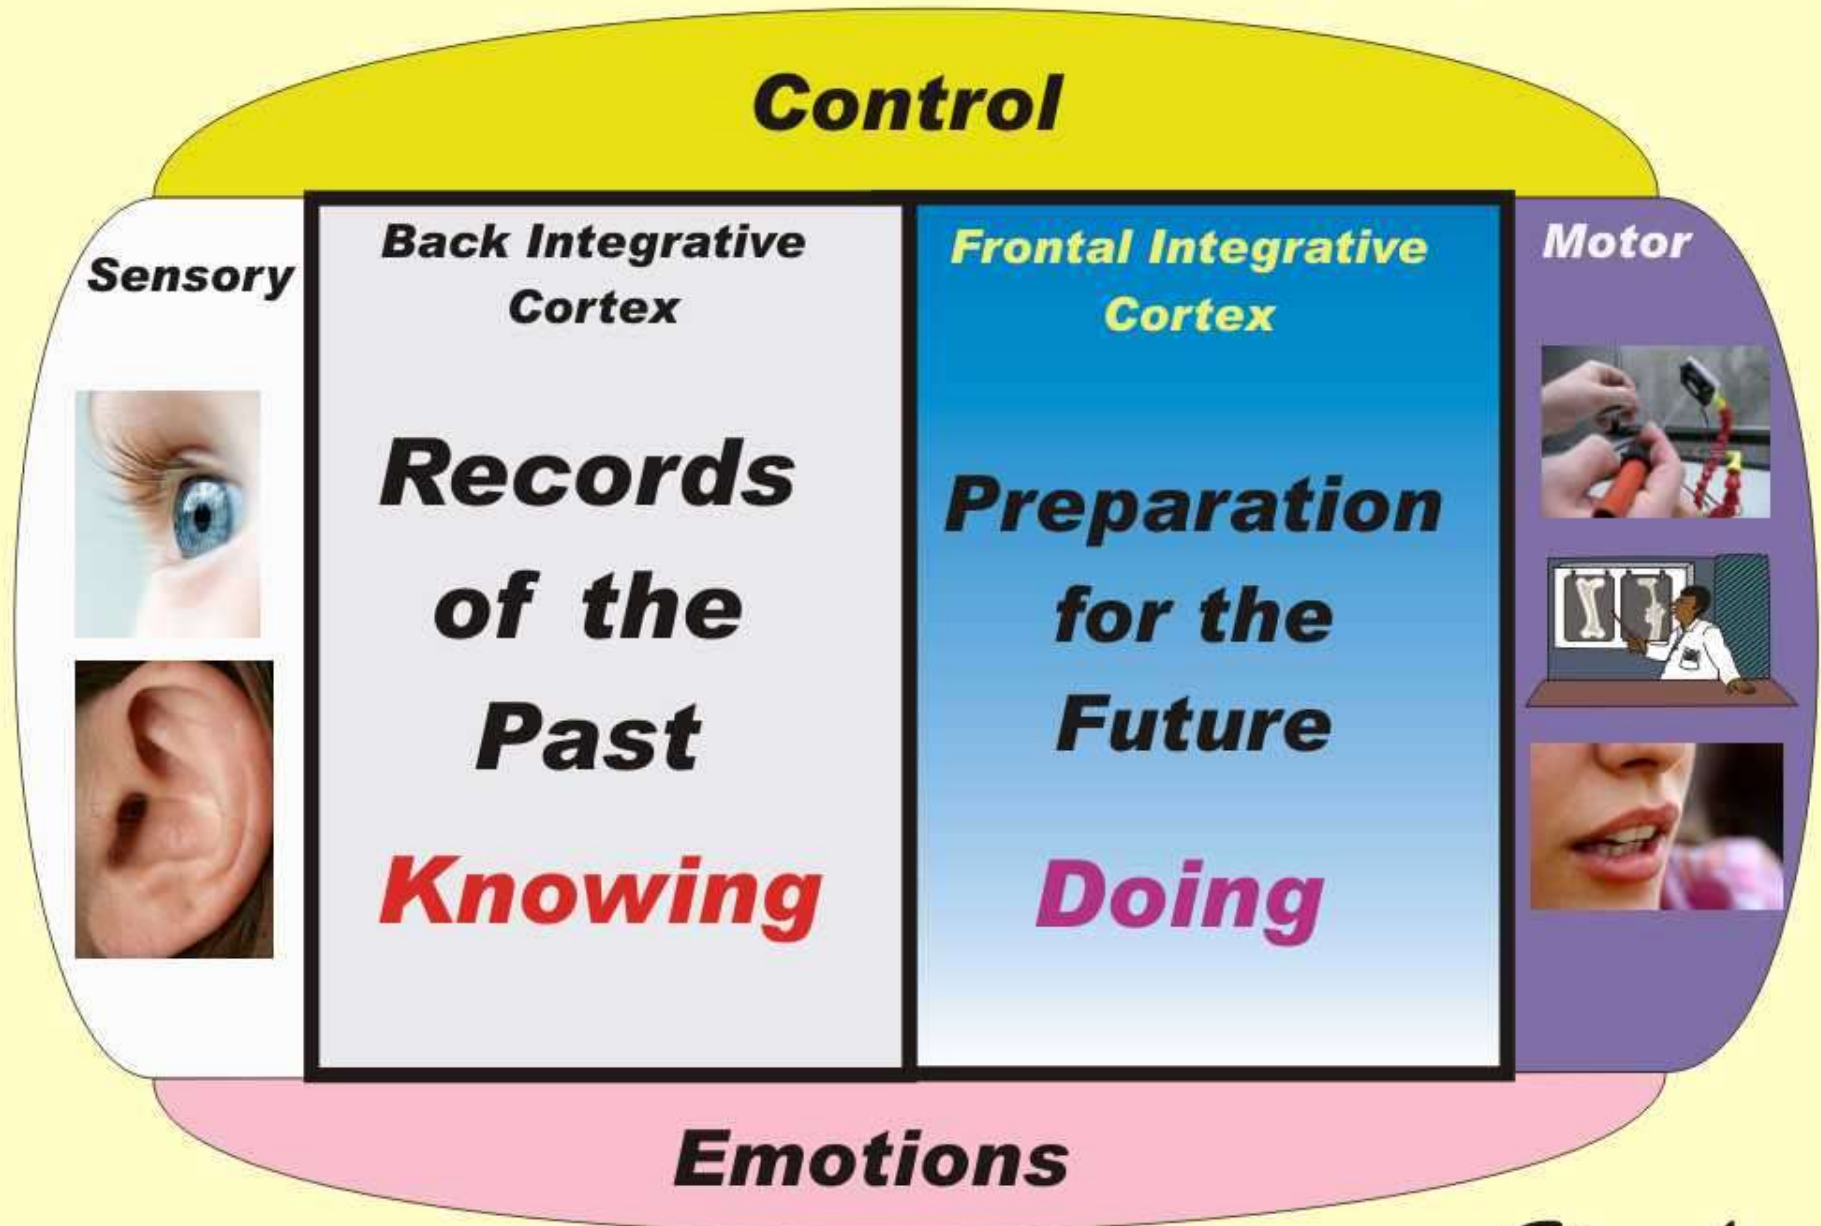 Control
Sensory
Back Integrative
Cortex
Records
of the
Past
Knowing
Frontal Integrative
Cortex
Preparation
for the
Future
Doing
Motor
Emotions